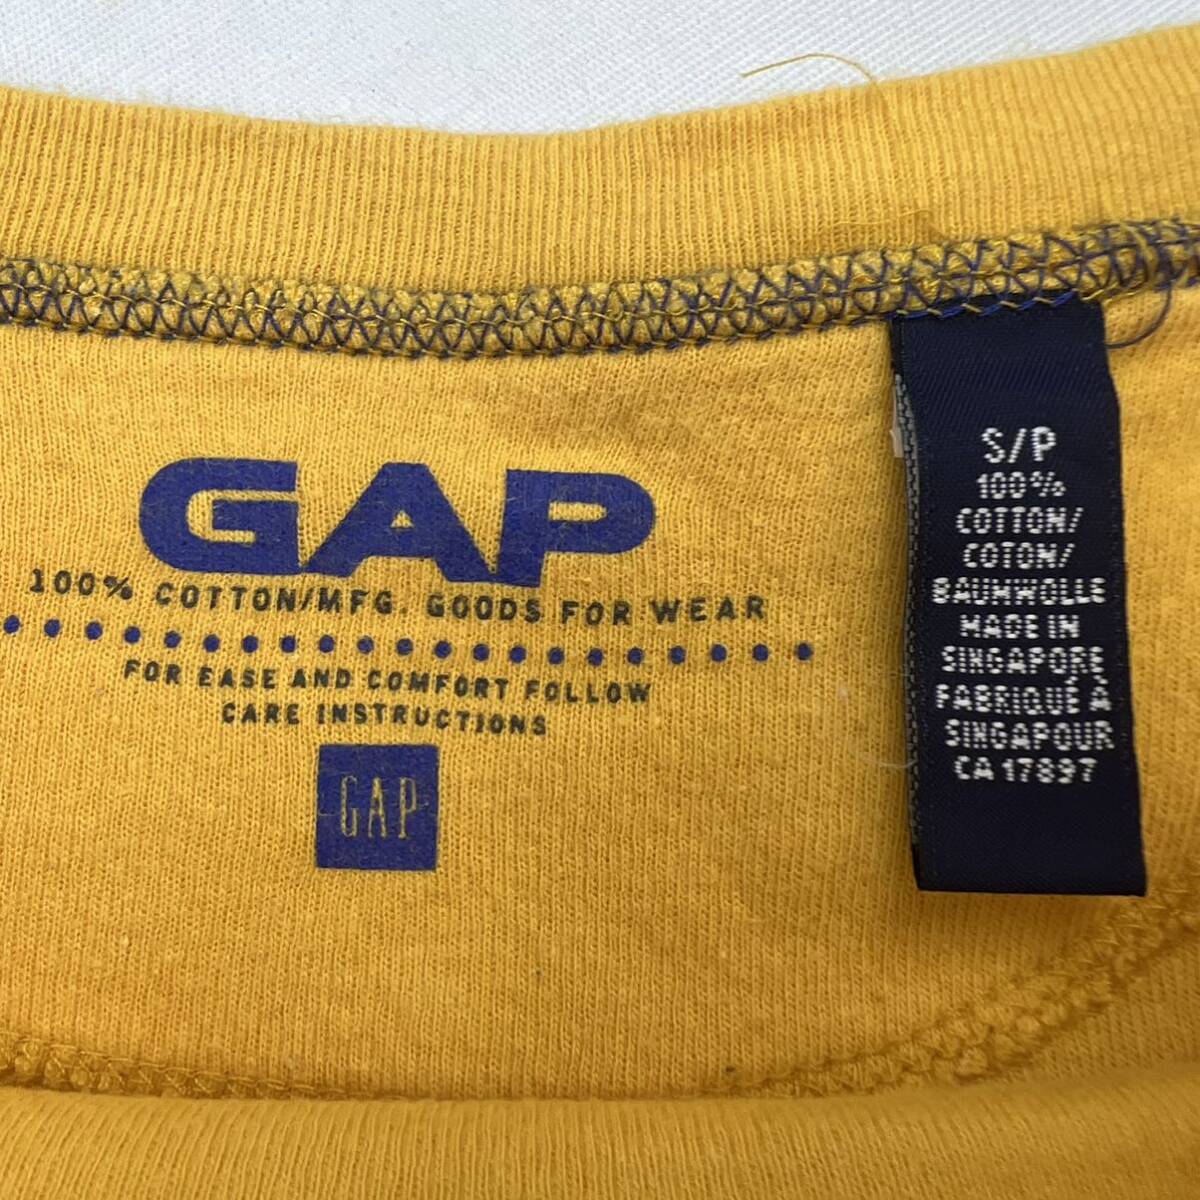 GAP
100% COTTON/MFG. GOODS FOR WEAR
FOR EASE AND COMFORT FOLLOW
CARE INSTRUCTIONS
GAP
S/P
100%
COTTON/
COTON/
BAUMWOLLE
MADE IN
SINGAPORE
FABRIQUÉ À
SINGAPOUR
CA 17897